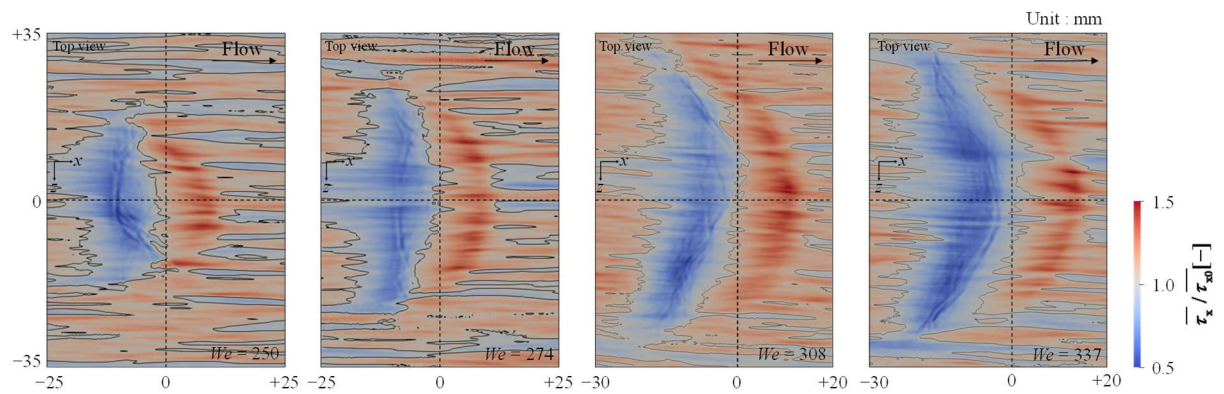 Unit : mm
+35
Top view
Flow
Top view
Flow
Top view
Flow
Top view
Flow
x
z
x
z
x
z
x
z
0
1.5
1.0
0.5
τx / τx0 [−]
We = 250
We = 274
We = 308
We = 337
−35
−25
0
+25
−25
0
+25
−30
0
+20
−30
0
+20